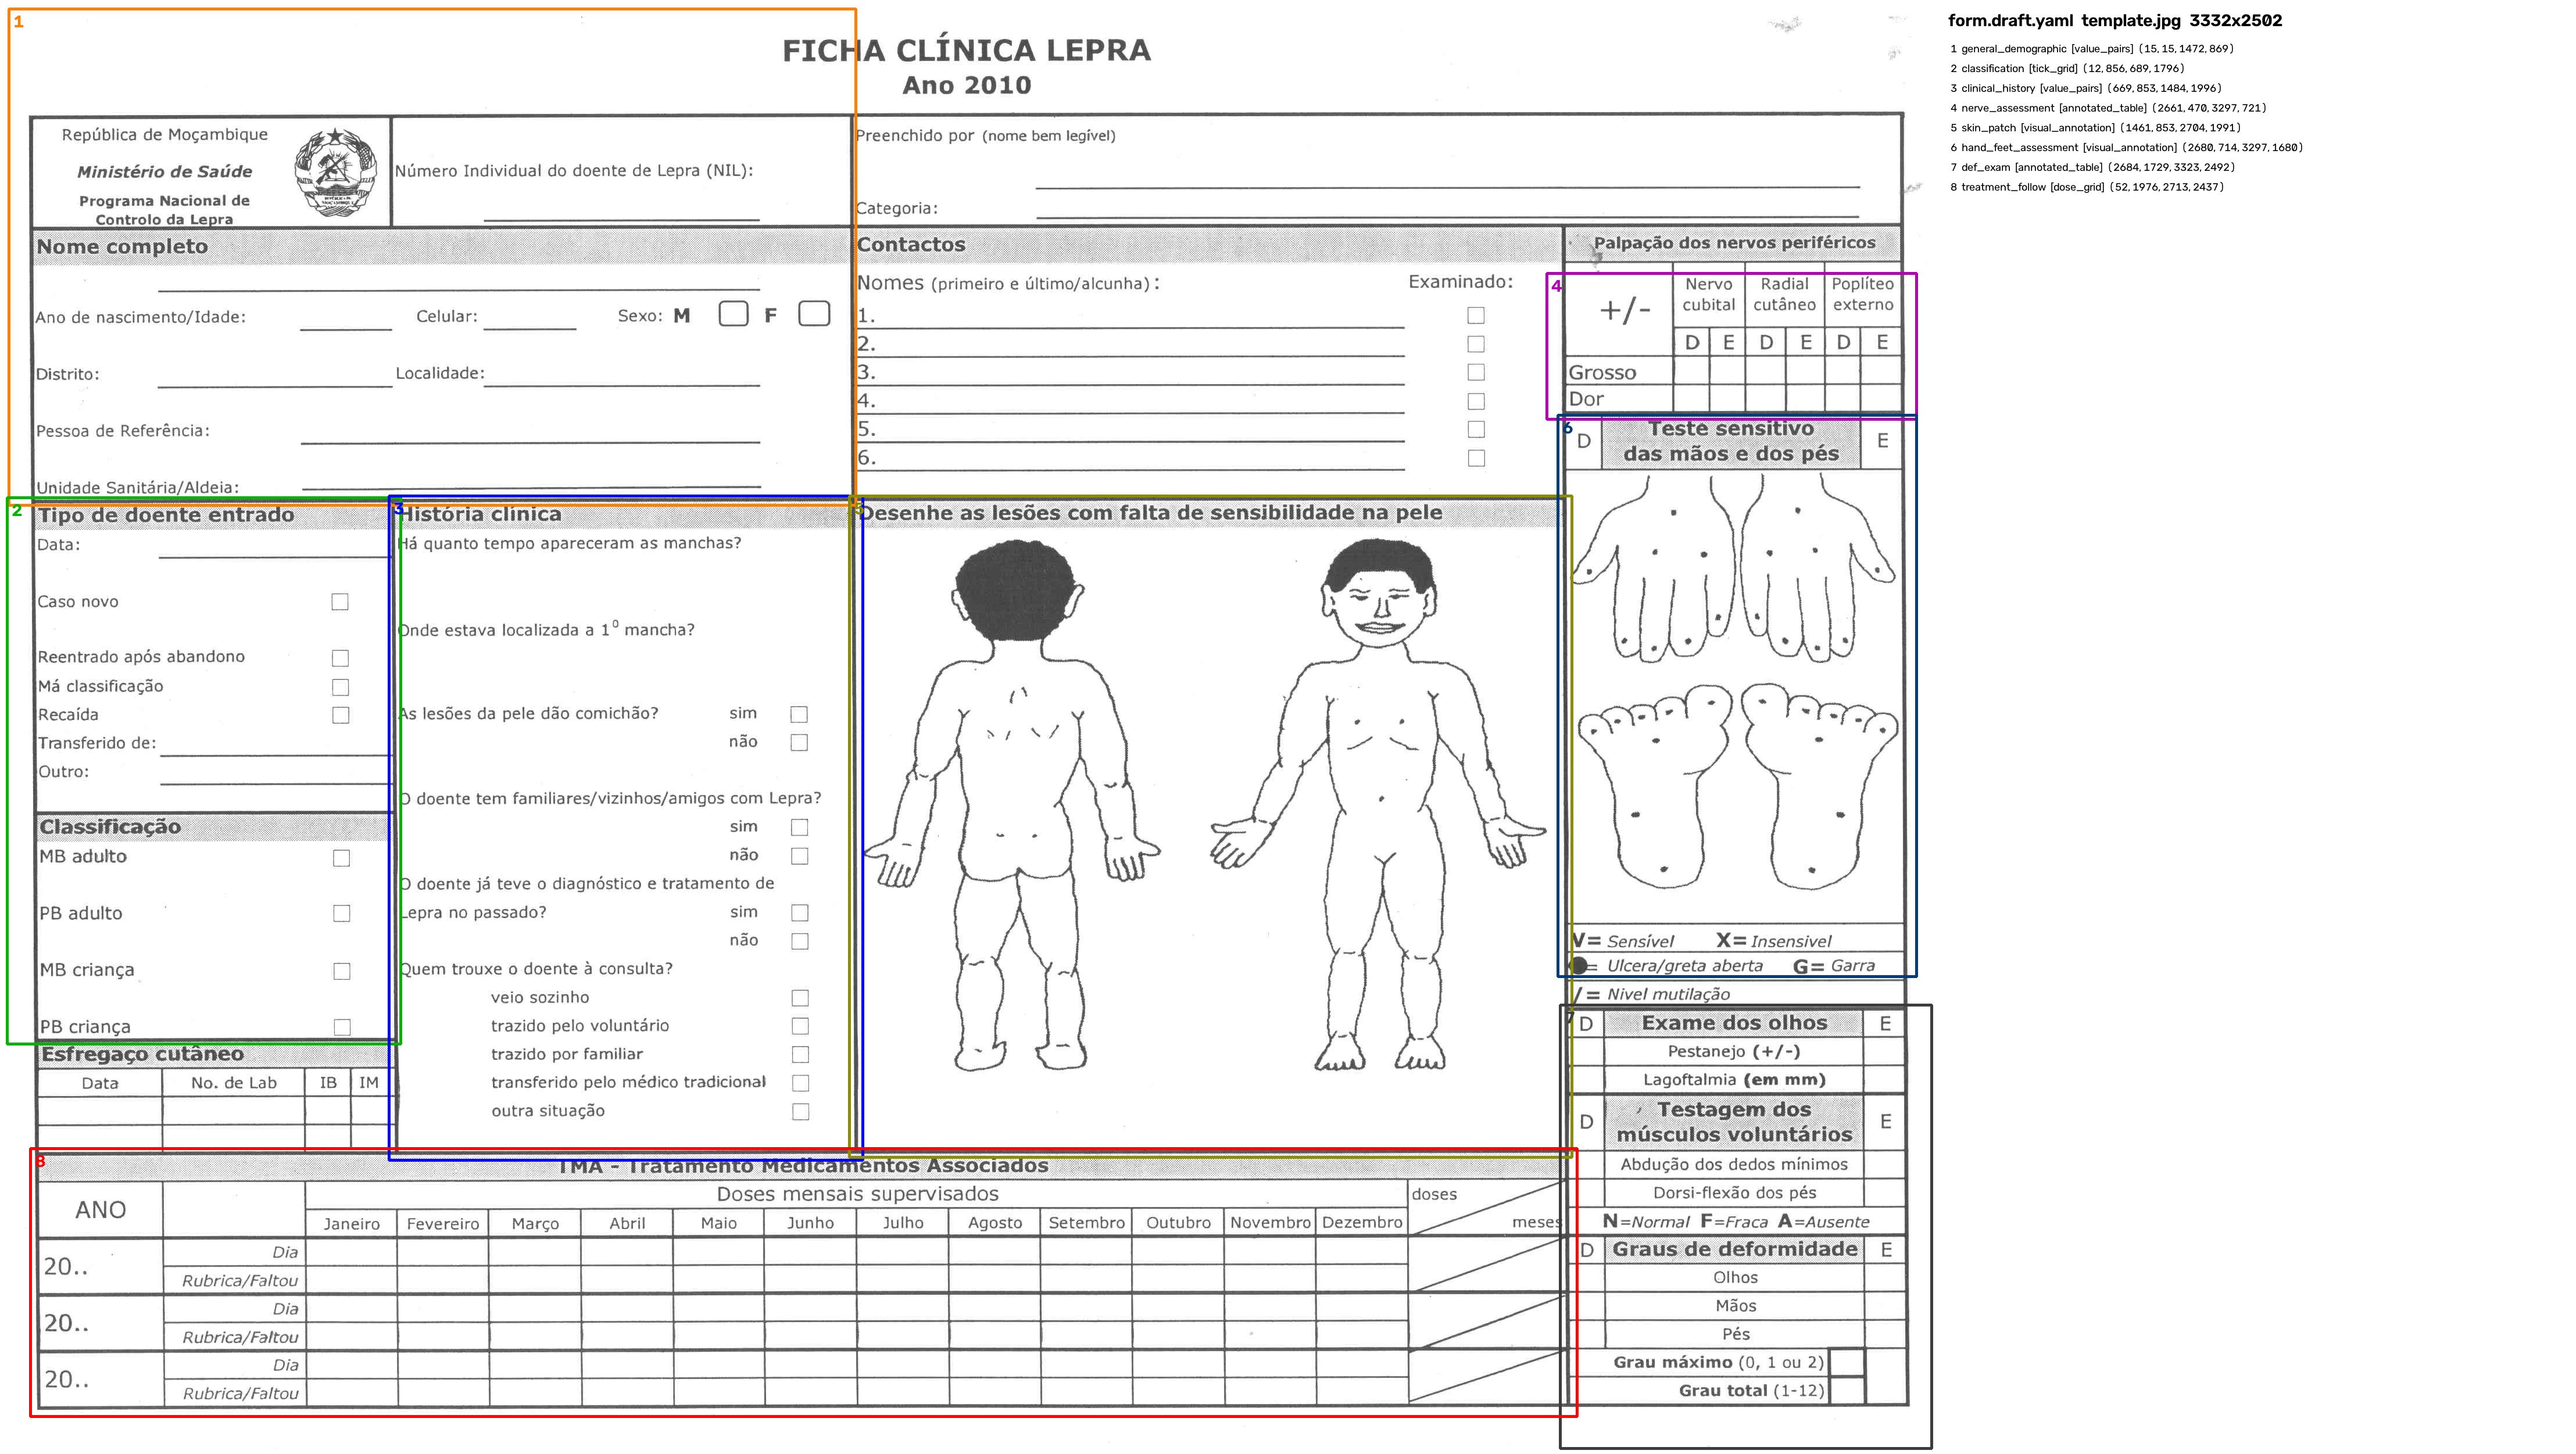 FICHA CLÍNICA LEPRA
Ano 2010
República de Moçambique
Ministério de Saúde
Programa Nacional de
Controlo da Lepra
Número Individual do doente de Lepra (NIL):
Preenchido por (nome bem legível)
Categoria:
Nome completo
Ano de nascimento/Idade:
Celular:
Sexo: M F
Distrito:
Localidade:
Pessoa de Referência:
Unidade Sanitária/Aldeia:
Contactos
Nomes (primeiro e último/alcunha) :
Examinado:
1.
2.
3.
4.
5.
6.
Palpação dos nervos periféricos
+/-
Nervo cubital
Radial cutâneo
Poplíteo externo
D E D E D E
Grosso
Dor
D Teste sensitivo E
das mãos e dos pés
V= Sensível X= Insensivel
= Ulcera/greta aberta G= Garra
/ = Nivel mutilação
Tipo de doente entrado
Data:
Caso novo
Reentrado após abandono
Má classificação
Recaída
Transferido de:
Outro:
Classificação
MB adulto
PB adulto
MB criança
PB criança
Esfregaço cutâneo
Data No. de Lab IB IM
História clínica
Há quanto tempo apareceram as manchas?
Onde estava localizada a 1º mancha?
As lesões da pele dão comichão? sim
não
O doente tem familiares/vizinhos/amigos com Lepra?
sim
não
O doente já teve o diagnóstico e tratamento de
Lepra no passado? sim
não
Quem trouxe o doente à consulta?
veio sozinho
trazido pelo voluntário
trazido por familiar
transferido pelo médico tradicional
outra situação
Desenhe as lesões com falta de sensibilidade na pele
D Exame dos olhos E
Pestanejo (+/-)
Lagoftalmia (em mm)
D Testagem dos E
músculos voluntários
Abdução dos dedos mínimos
Dorsi-flexão dos pés
N=Normal F=Fraca A=Ausente
D Graus de deformidade E
Olhos
Mãos
Pés
Grau máximo (0, 1 ou 2)
Grau total (1-12)
TMA - Tratamento Medicamentos Associados
ANO
Doses mensais supervisados
doses
meses
Janeiro Fevereiro Março Abril Maio Junho Julho Agosto Setembro Outubro Novembro Dezembro
20..
Dia
Rubrica/Faltou
20..
Dia
Rubrica/Faltou
20..
Dia
Rubrica/Faltou
1
2
3
4
5
6
7
8
form.draft.yaml template.jpg 3332x2502
1 general_demographic [value_pairs] (15, 15, 1472, 869)
2 classification [tick_grid] (12, 856, 689, 1796)
3 clinical_history [value_pairs] (669, 853, 1484, 1996)
4 nerve_assessment [annotated_table] (2661, 470, 3297, 721)
5 skin_patch [visual_annotation] (1461, 853, 2704, 1991)
6 hand_feet_assessment [visual_annotation] (2680, 714, 3297, 1680)
7 def_exam [annotated_table] (2684, 1729, 3323, 2492)
8 treatment_follow [dose_grid] (52, 1976, 2713, 2437)